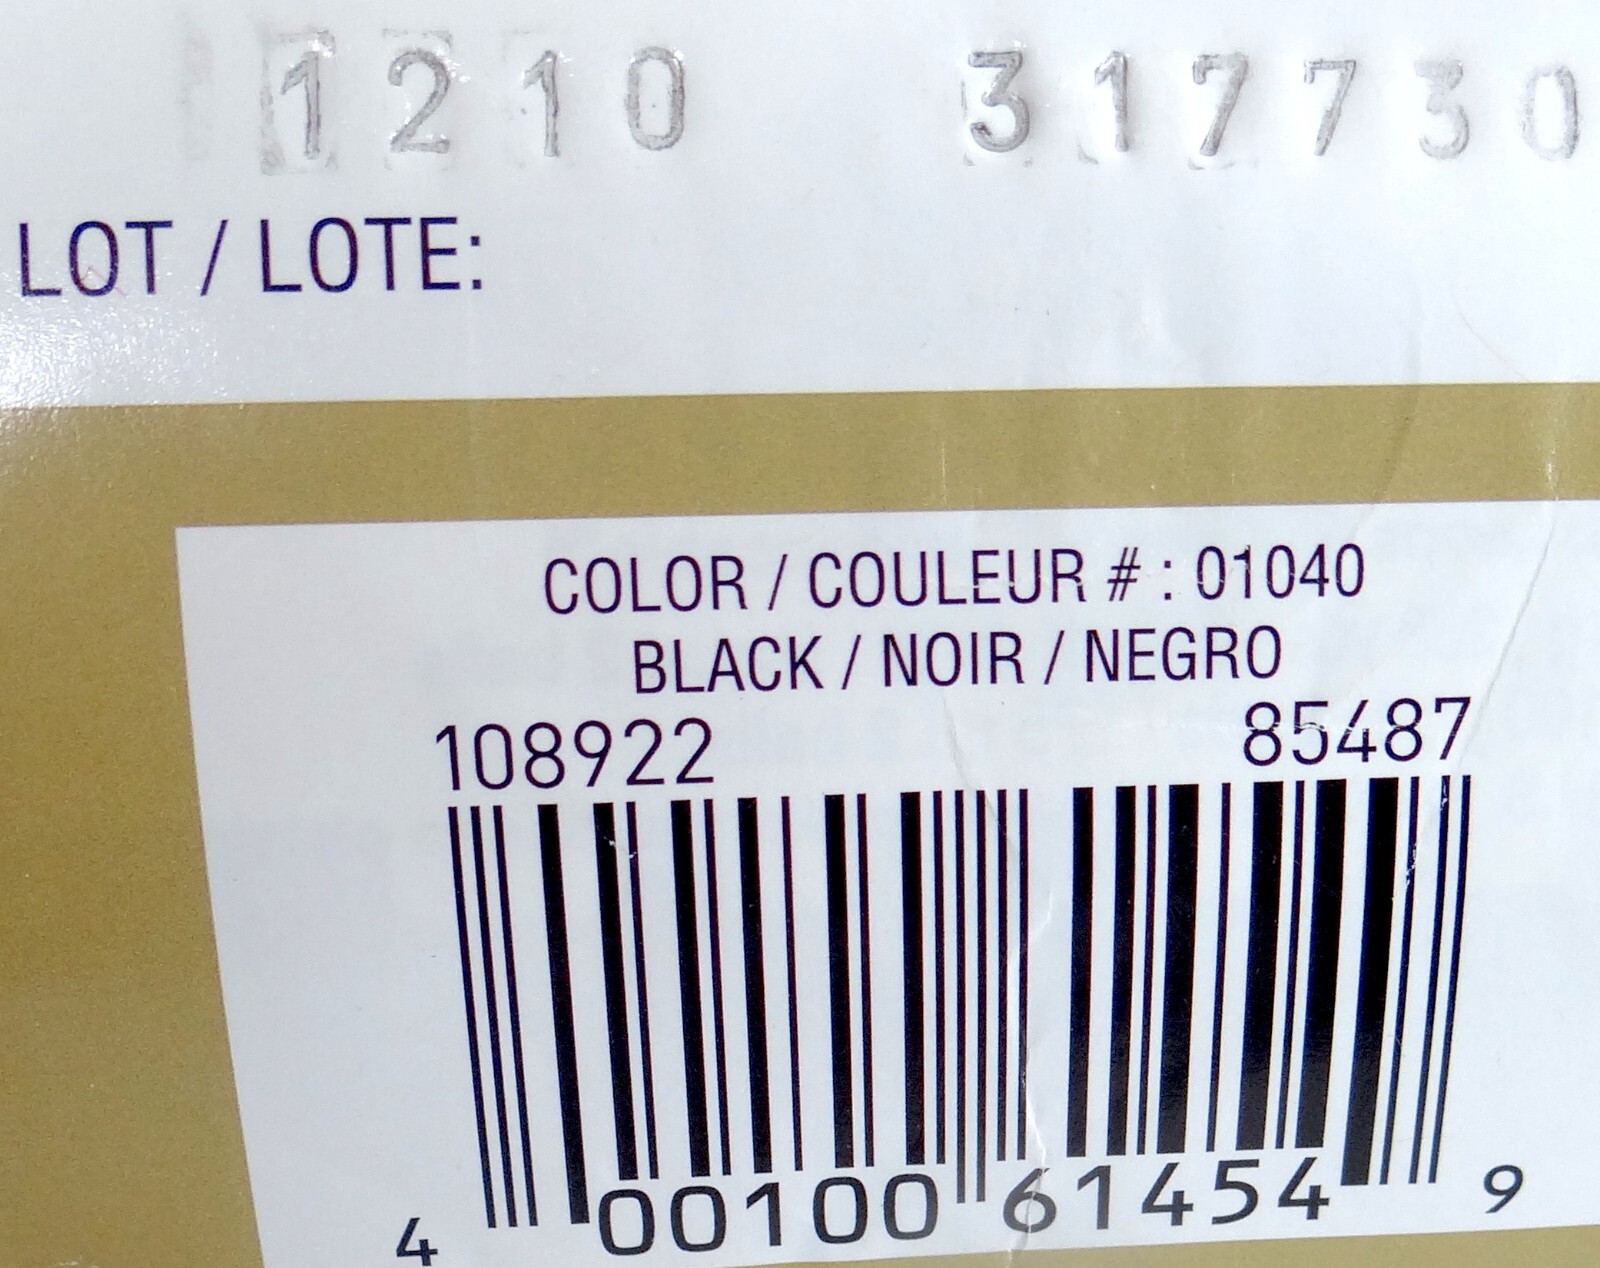 1210 317730
LOT / LOTE:
COLOR / COULEUR # : 01040
BLACK / NOIR / NEGRO
108922 85487
4 00100 61454 9